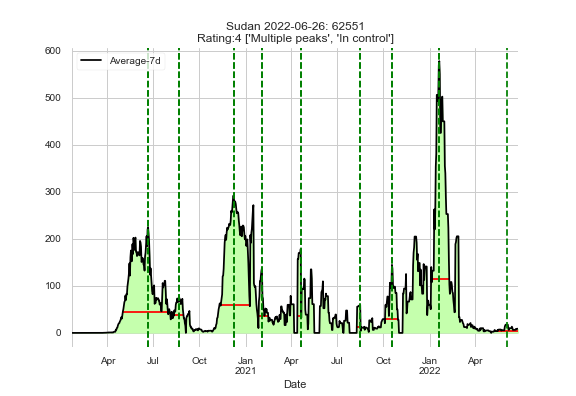 Sudan 2022-06-26: 62551
Rating:4 ['Multiple peaks', 'In control']
Average-7d
600
500
400
300
200
100
0
Apr Jul Oct Jan Apr Jul Oct Jan Apr
2021 2022
Date